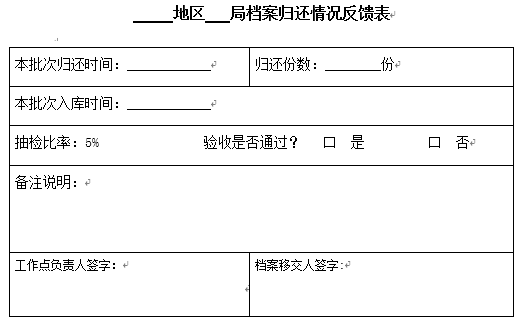 _____地区___局档案归还情况反馈表
本批次归还时间：____________ 归还份数：________份
本批次入库时间：____________
抽检比率：5% 验收是否通过？ 口 是 口 否
备注说明：
工作点负责人签字： 档案移交人签字：